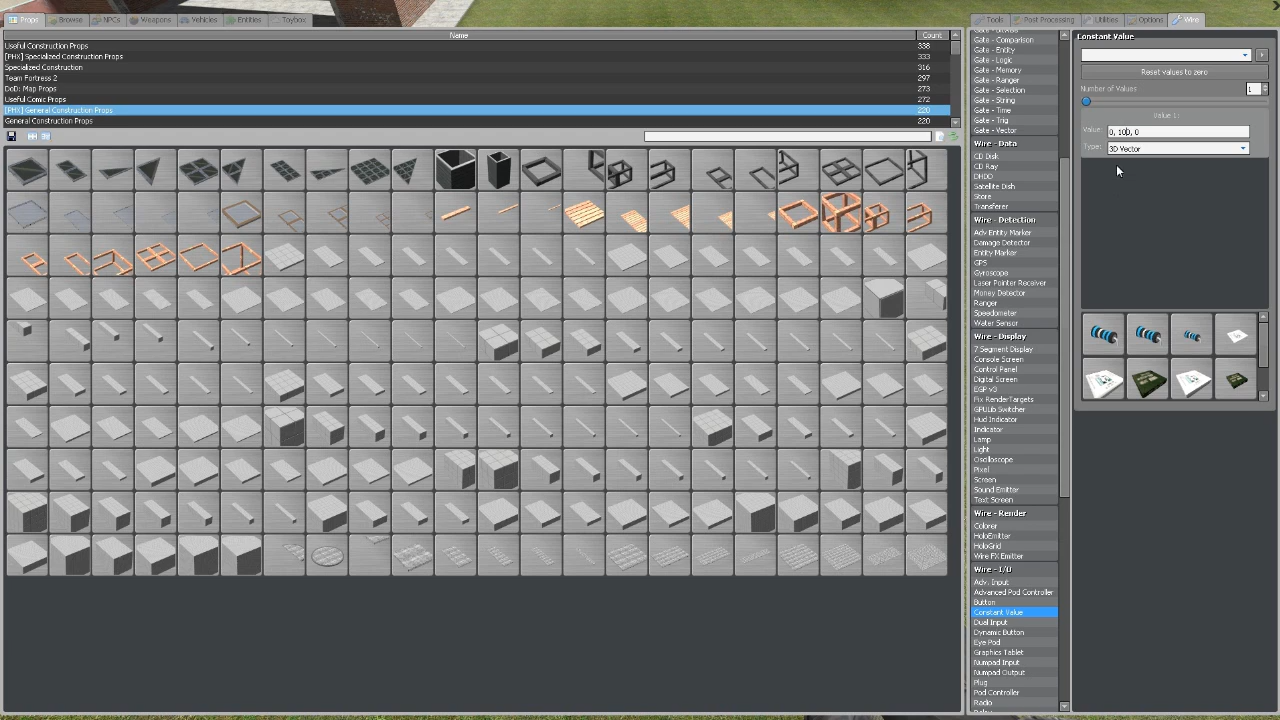 Props
Browse
NPCs
Weapons
Vehicles
Entities
Toybox
Name
Count
Useful Construction Props
338
[PHX] Specialized Construction Props
333
Specialized Construction
316
Team Fortress 2
297
DoD: Map Props
273
Useful Comic Props
272
[PHX] General Construction Props
220
General Construction Props
220
Tools
Post Processing
Utilities
Options
Wire
Gate - Bitwise
Gate - Comparison
Gate - Entity
Gate - Logic
Gate - Memory
Gate - Ranger
Gate - Selection
Gate - String
Gate - Time
Gate - Trig
Gate - Vector
Wire - Data
CD Disk
CD Ray
DHDD
Satellite Dish
Store
Transferer
Wire - Detection
Adv Entity Marker
Damage Detector
Entity Marker
GPS
Gyroscope
Laser Pointer Receiver
Money Detector
Ranger
Speedometer
Water Sensor
Wire - Display
7 Segment Display
Console Screen
Control Panel
Digital Screen
EGP v3
Fix RenderTargets
GPULib Switcher
Hud Indicator
Indicator
Lamp
Light
Oscilloscope
Pixel
Screen
Sound Emitter
Text Screen
Wire - Render
Colorer
HoloEmitter
HoloGrid
Wire FX Emitter
Wire - I/O
Adv. Input
Advanced Pod Controller
Button
Constant Value
Dual Input
Dynamic Button
Eye Pod
Graphics Tablet
Numpad Input
Numpad Output
Plug
Pod Controller
Radio
Constant Value
Reset values to zero
Number of Values
1
Value 1:
Value: 0, 100, 0
Type: 3D Vector